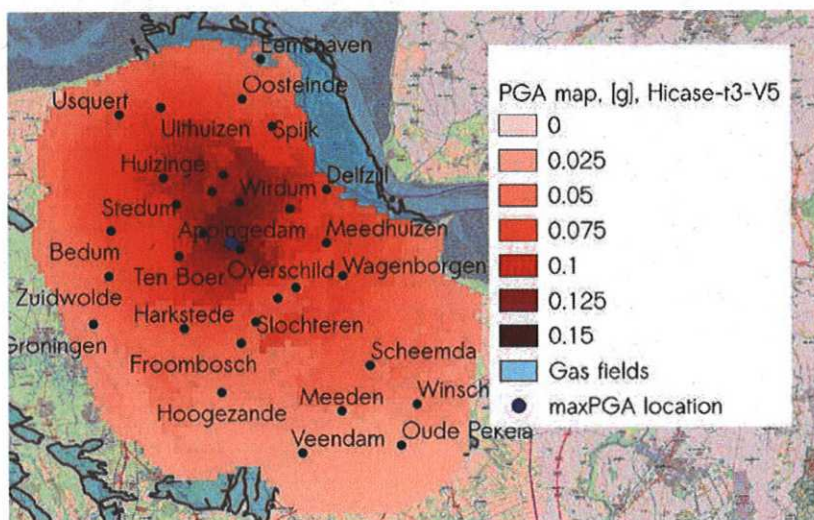 Eemshaven
Oosteinde
Usquert
Uithuizen
Spijk
Huizinge
Delfzijl
Wirdum
Stedum
Appingedam
Meedhuizen
Bedum
Ten Boer
Overschild
Wagenborgen
Zuidwolde
Harkstede
Slochteren
Groningen
Froombosch
Scheemda
Hoogezande
Meeden
Winsch
Veendam
Oude Pekela
PGA map, [g], Hicase-t3-V5
0
0.025
0.05
0.075
0.1
0.125
0.15
Gas fields
maxPGA location